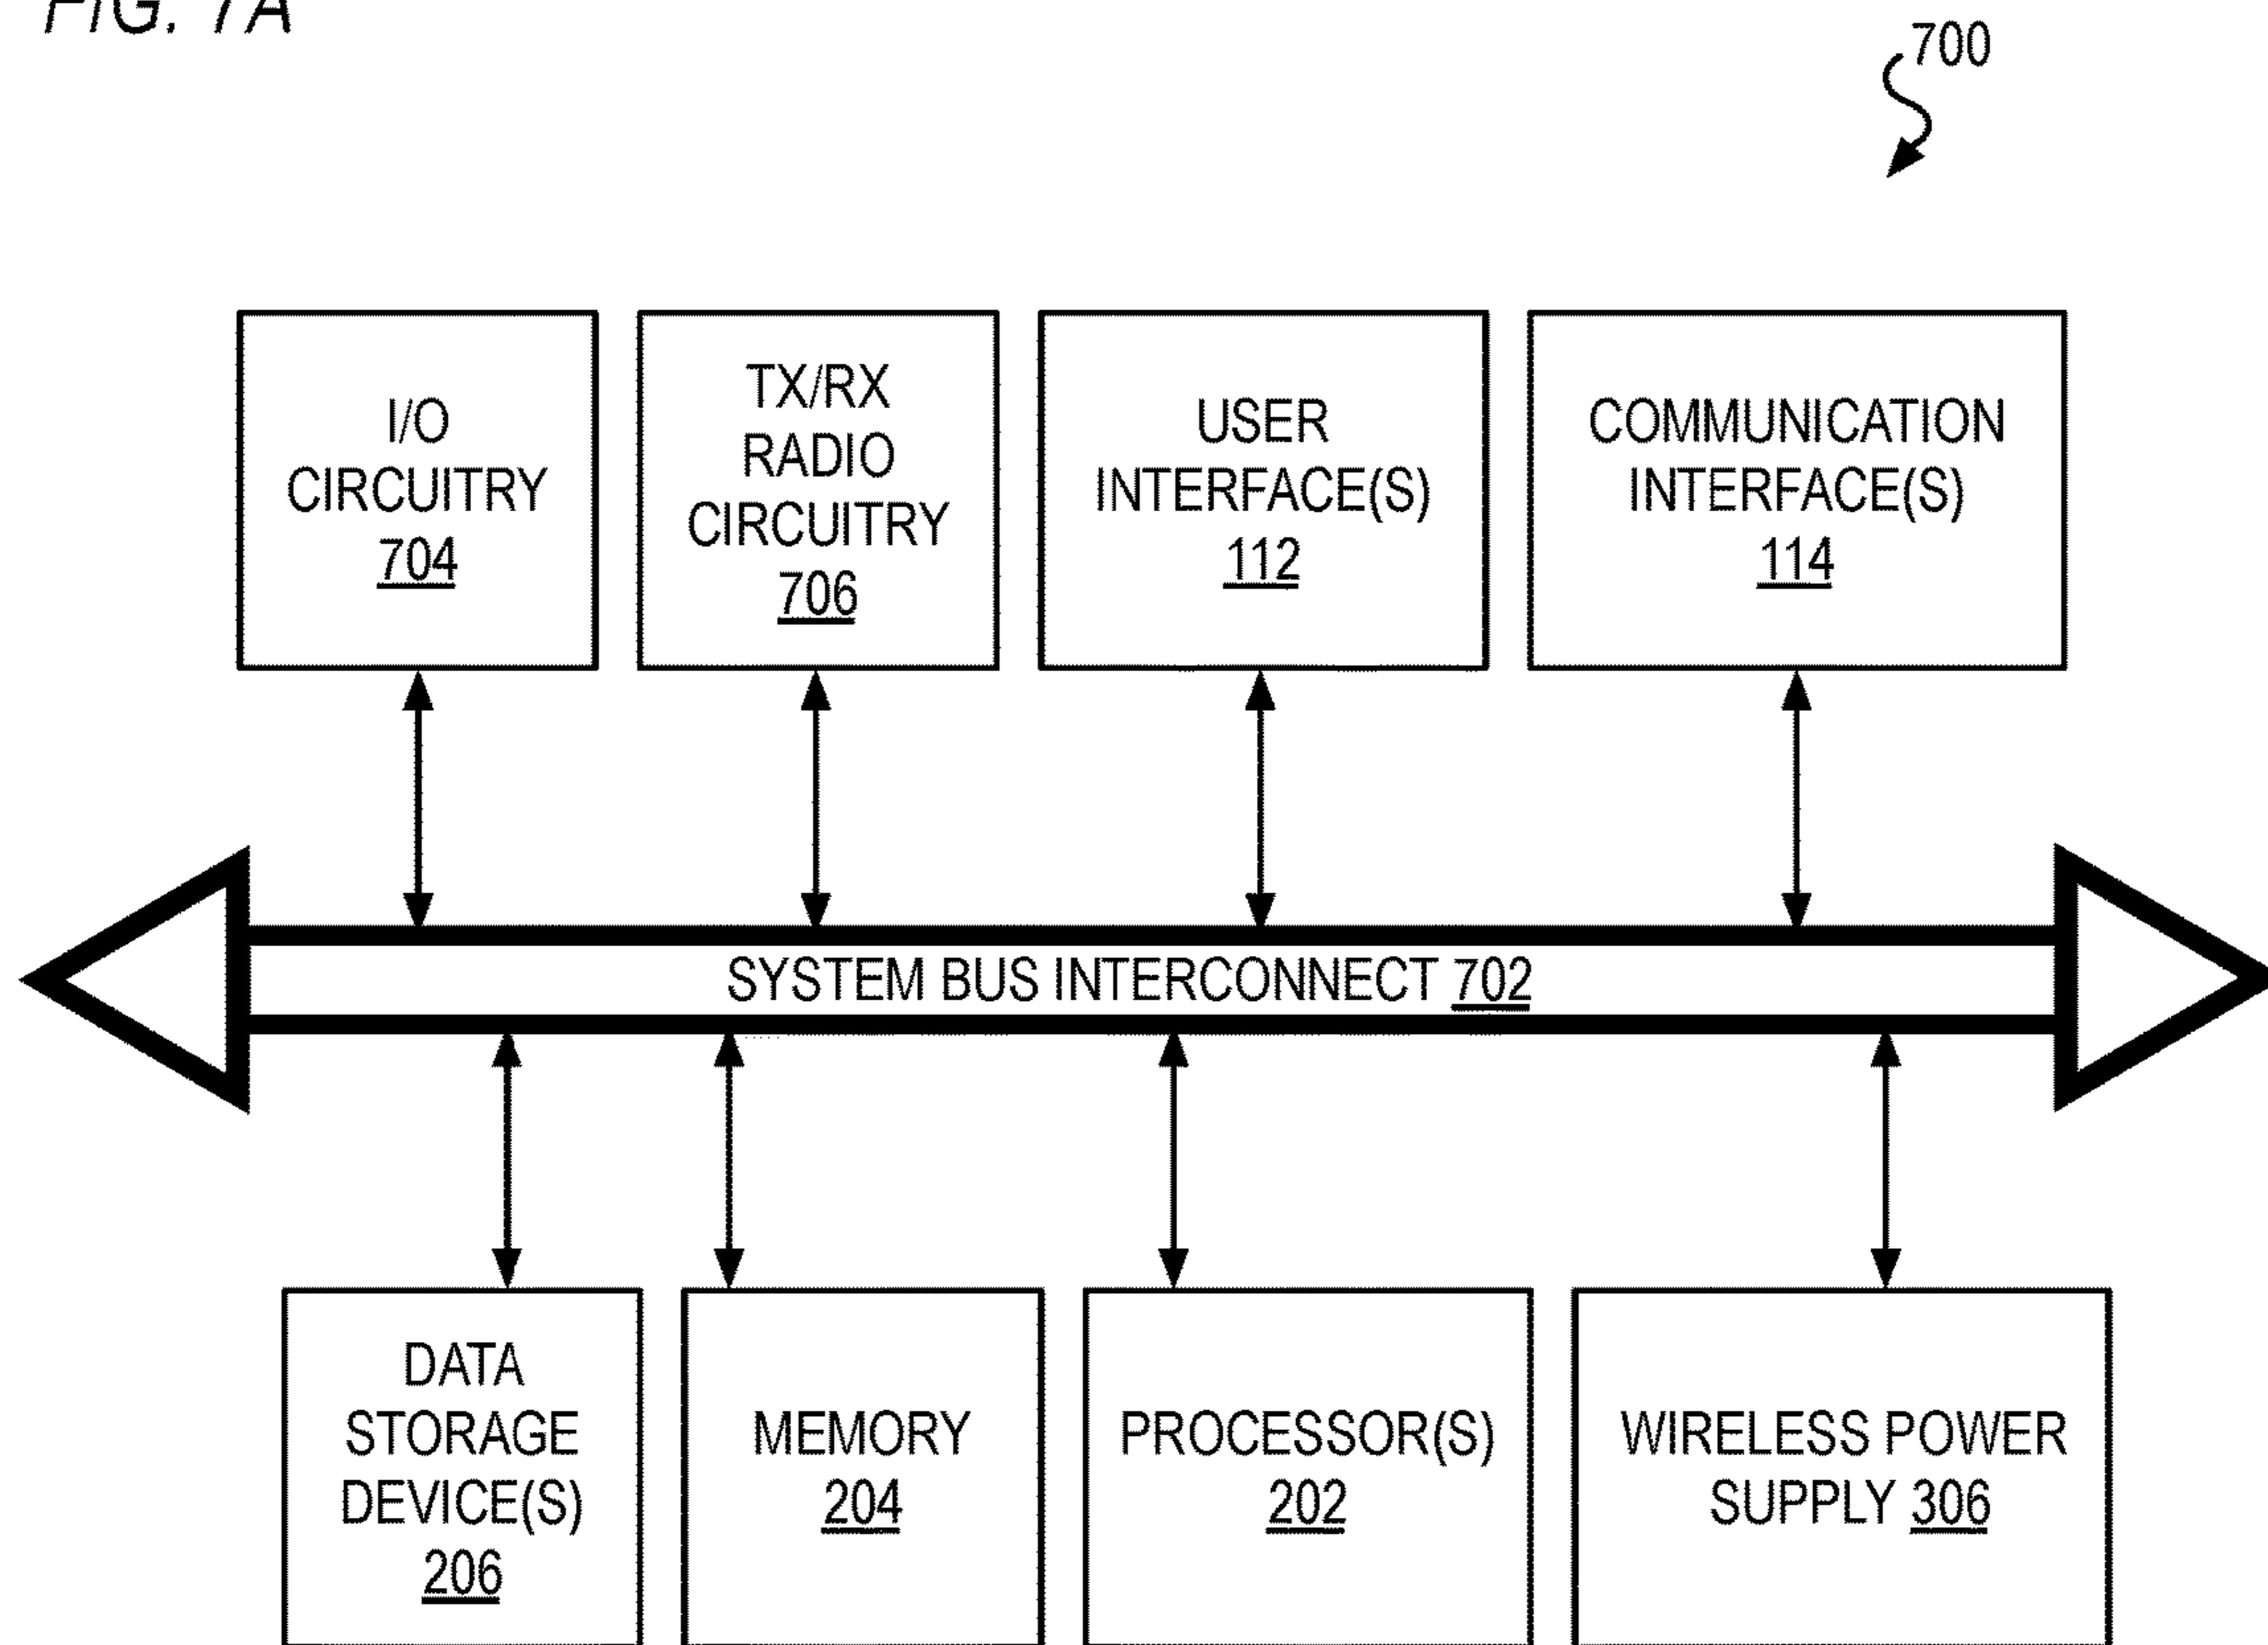 FIG. 7A
700
I/O
CIRCUITRY
704
TX/RX
RADIO
CIRCUITRY
706
USER
INTERFACE(S)
112
COMMUNICATION
INTERFACE(S)
114
SYSTEM BUS INTERCONNECT 702
DATA
STORAGE
DEVICE(S)
206
MEMORY
204
PROCESSOR(S)
202
WIRELESS POWER
SUPPLY 306